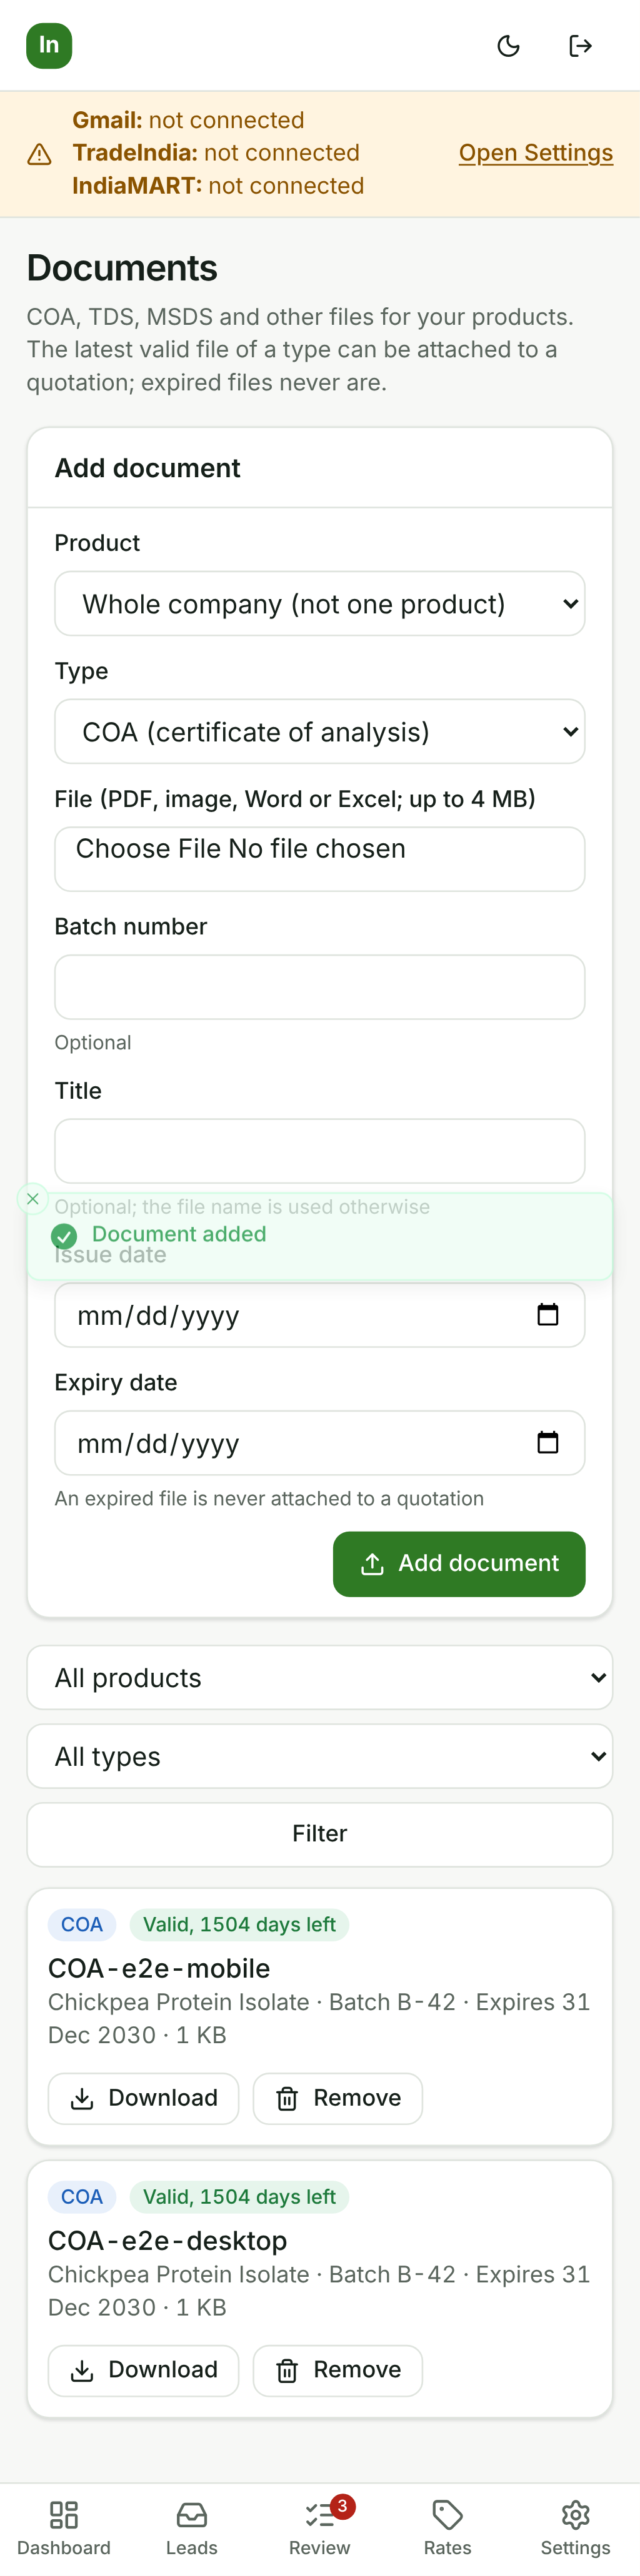 In
Gmail: not connected
TradeIndia: not connected
IndiaMART: not connected
Open Settings
Documents
COA, TDS, MSDS and other files for your products.
The latest valid file of a type can be attached to a
quotation; expired files never are.
Add document
Product
Whole company (not one product)
Type
COA (certificate of analysis)
File (PDF, image, Word or Excel; up to 4 MB)
Choose File No file chosen
Batch number
Optional
Title
Optional; the file name is used otherwise
Document added
Issue date
mm/dd/yyyy
Expiry date
mm/dd/yyyy
An expired file is never attached to a quotation
Add document
All products
All types
Filter
COA Valid, 1504 days left
COA-e2e-mobile
Chickpea Protein Isolate · Batch B-42 · Expires 31
Dec 2030 · 1 KB
Download Remove
COA Valid, 1504 days left
COA-e2e-desktop
Chickpea Protein Isolate · Batch B-42 · Expires 31
Dec 2030 · 1 KB
Download Remove
3
Dashboard Leads Review Rates Settings